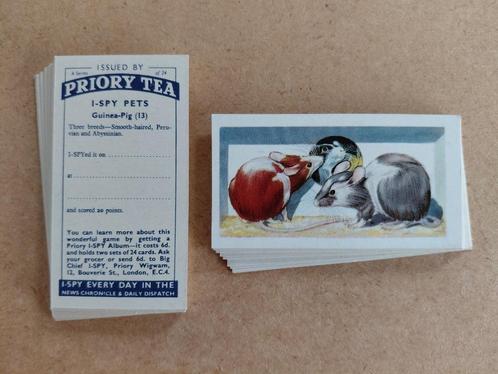 ISSUED BY
A Series of 24
PRIORY TEA
I-SPY PETS
Guinea-Pig (13)
Three breeds—Smooth-haired, Peru-
vian and Abyssinian.
I-SPYed it on
at
and scored 20 points.
You can learn more about this
wonderful game by getting a
Priory I-SPY Album—it costs 6d.
and holds two sets of 24 cards. Ask
your grocer or send 6d. to Big
Chief I-SPY, Priory Wigwam,
12, Bouverie St., London, E.C.4.
I-SPY EVERY DAY IN THE
NEWS CHRONICLE & DAILY DISPATCH